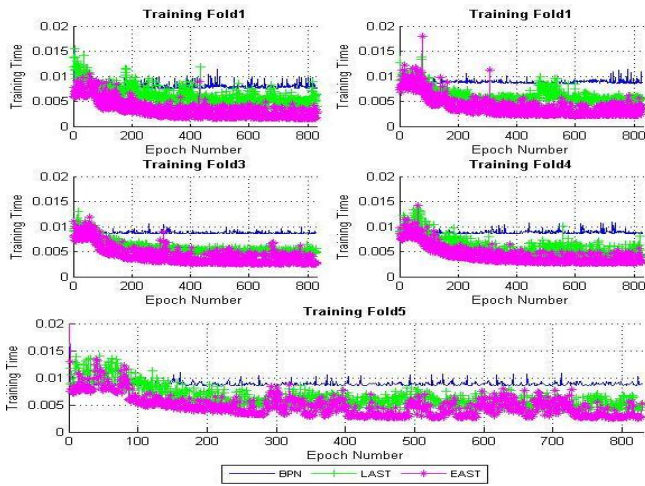 Training Fold1
Training Fold1
0.02
0.015
0.01
0.005
0
Training Time
0 200 400 600 800
Epoch Number
0.02
0.015
0.01
0.005
0
Training Time
0 200 400 600 800
Epoch Number
Training Fold3
Training Fold4
0.02
0.015
0.01
0.005
0
Training Time
0 200 400 600 800
Epoch Number
0.02
0.015
0.01
0.005
0
Training Time
0 200 400 600 800
Epoch Number
Training Fold5
0.02
0.015
0.01
0.005
0
Training Time
0 100 200 300 400 500 600 700 800
Epoch Number
BPN LAST EAST